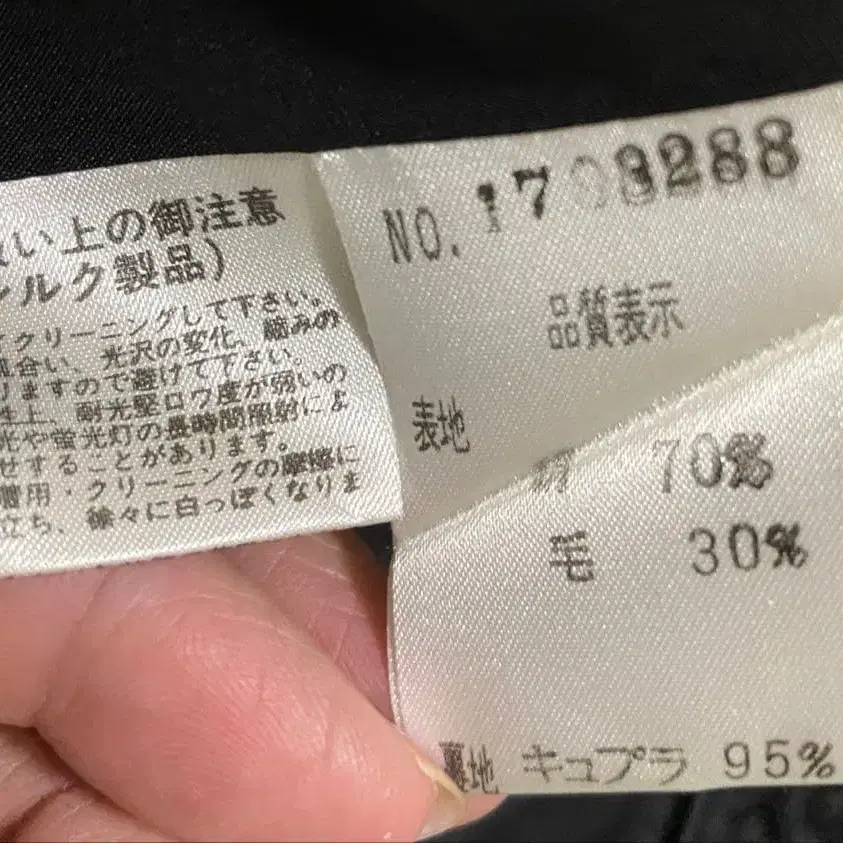 い上の御注意
ルク製品)
クリーニングして下さい。
合い、光沢の変化、縮みの
りますので避けて下さい。
上、耐光堅ロウ度が弱いの
光や蛍光灯の長時間照射によ
せすることがあります。
着用・クリーニングの摩擦に
立ち、徐々に白っぽくなりま
NO. 17
288
品質表示
表地
70%
毛 30%
裏地 キュプラ 95%